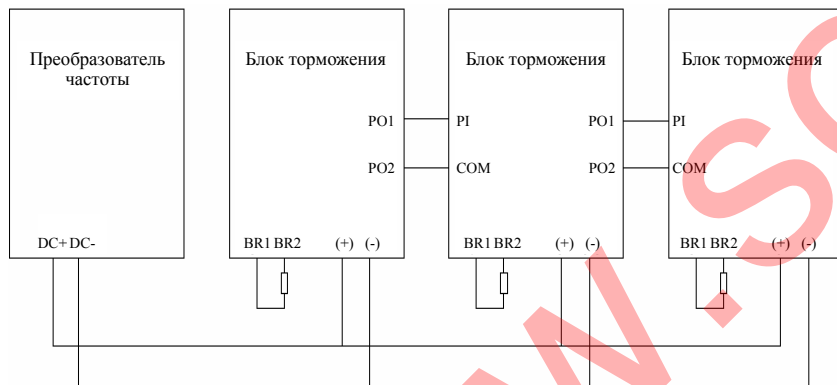 Преобразователь
частоты
Блок торможения
Блок торможения
Блок торможения
PO1
PI
PO1
PI
PO2
COM
PO2
COM
DC+ DC-
BR1 BR2
(+)
(-)
BR1 BR2
(+)
(-)
BR1 BR2
(+)
(-)